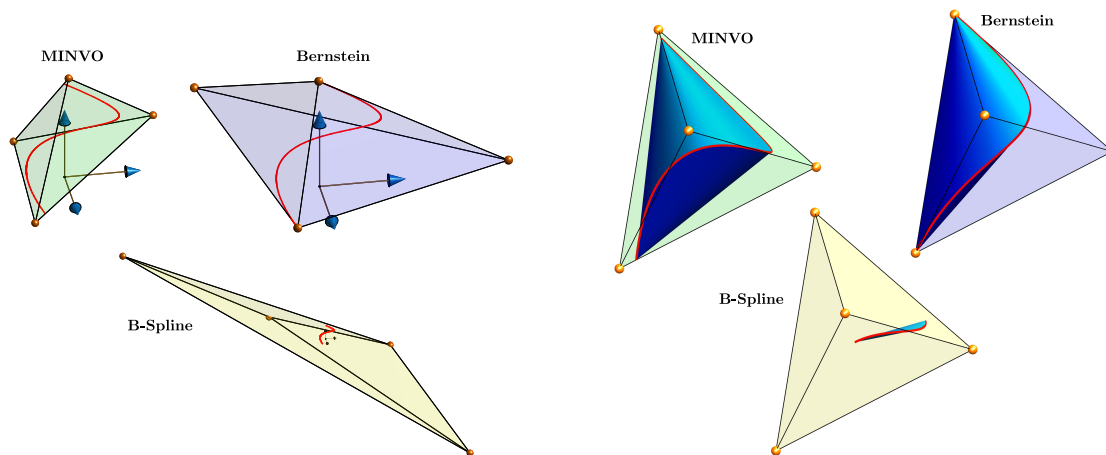 MINVO
Bernstein
B-Spline
MINVO
Bernstein
B-Spline